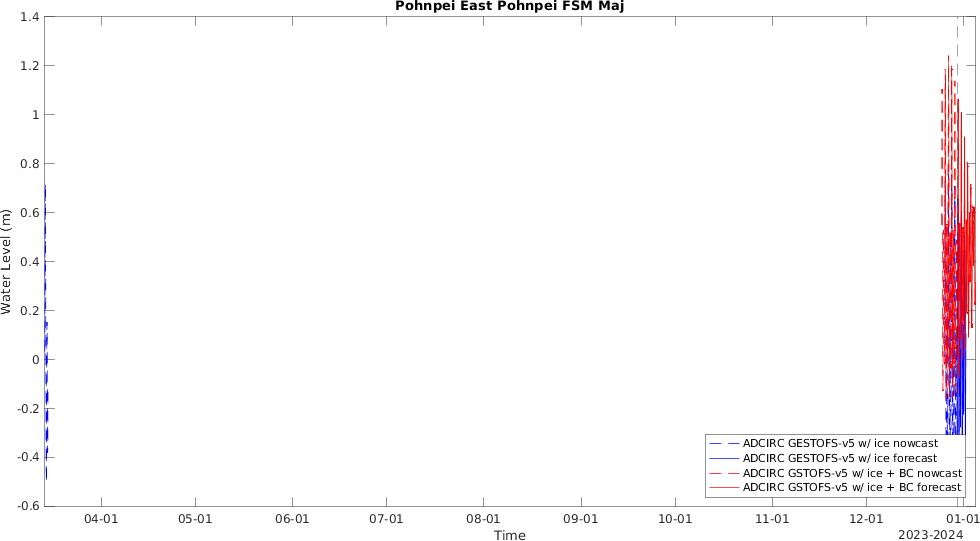 Pohnpei East Pohnpei FSM Maj
1.4
1.2
1
0.8
0.6
0.4
0.2
0
-0.2
-0.4
-0.6
Water Level (m)
ADCIRC GESTOFS-v5 w/ ice nowcast
ADCIRC GESTOFS-v5 w/ ice forecast
ADCIRC GSTOFS-v5 w/ ice + BC nowcast
ADCIRC GSTOFS-v5 w/ ice + BC forecast
04-01 05-01 06-01 07-01 08-01 09-01 10-01 11-01 12-01 01-01
Time
2023-2024